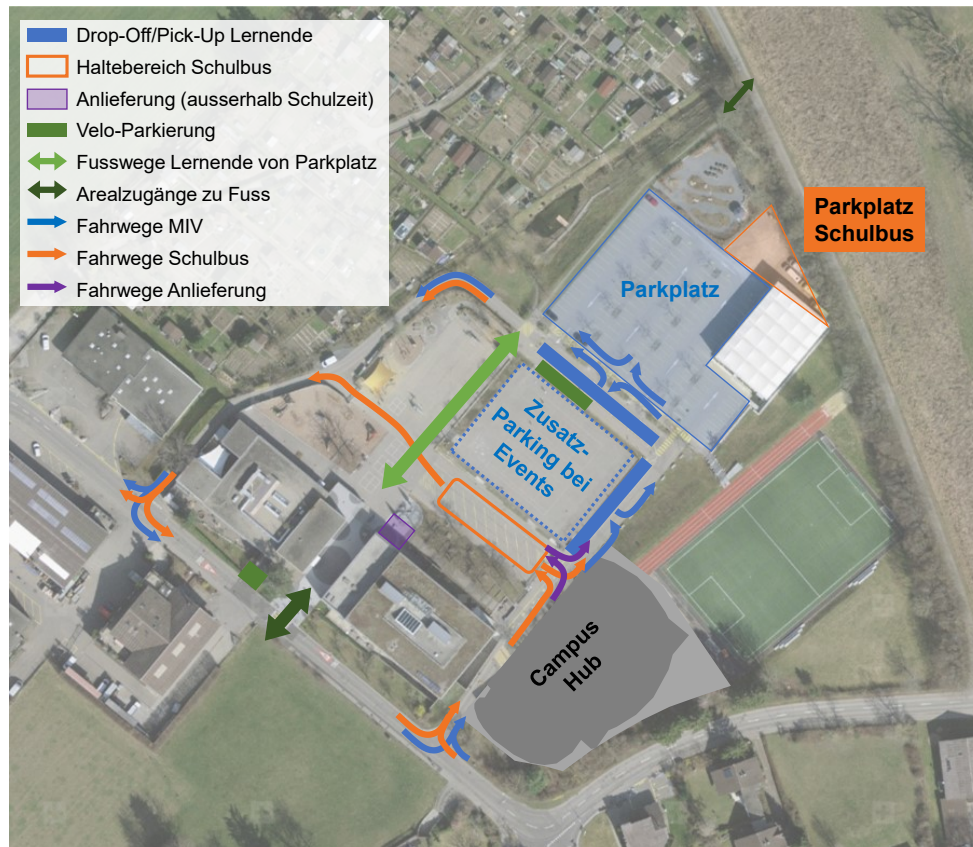 Drop-Off/Pick-Up Lernende
Haltebereich Schulbus
Anlieferung (ausserhalb Schulzeit)
Velo-Parkierung
Fusswege Lernende von Parkplatz
Arealzugänge zu Fuss
Fahrwege MIV
Fahrwege Schulbus
Fahrwege Anlieferung
Parkplatz
Schulbus
Parkplatz
Zusatz-
Parking bei
Events
Campus
Hub